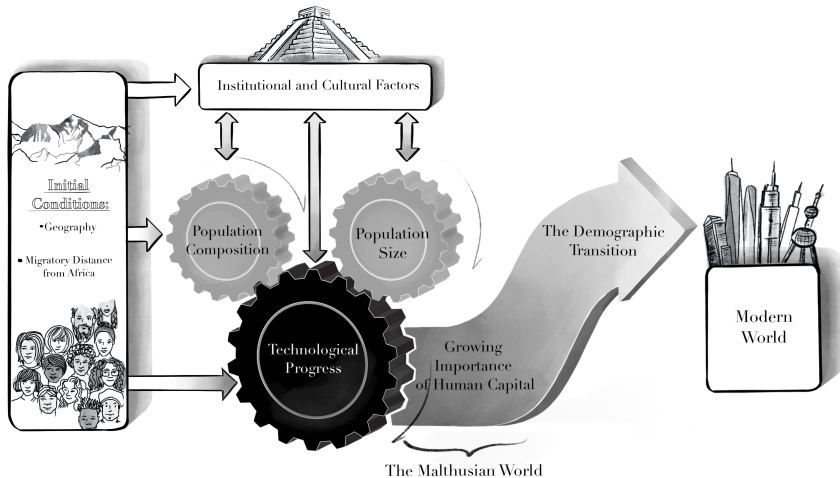 Institutional and Cultural Factors
Initial
Conditions:
•Geography
• Migratory Distance
from Africa
Population
Composition
Population
Size
Technological
Progress
Growing
Importance
of Human Capital
The Demographic
Transition
Modern
World
The Malthusian World